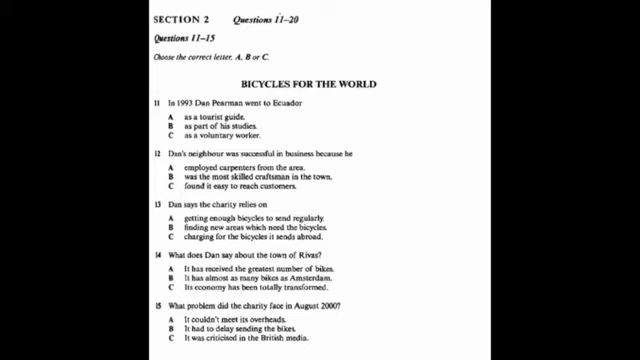 SECTION 2 Questions 11–20
Questions 11–15
Choose the correct letter, A, B or C.
BICYCLES FOR THE WORLD
11 In 1993 Dan Pearman went to Ecuador
A as a tourist guide.
B as part of his studies.
C as a voluntary worker.
12 Dan's neighbour was successful in business because he
A employed carpenters from the area.
B was the most skilled craftsman in the town.
C found it easy to reach customers.
13 Dan says the charity relies on
A getting enough bicycles to send regularly.
B finding new areas which need the bicycles.
C charging for the bicycles it sends abroad.
14 What does Dan say about the town of Rivas?
A It has received the greatest number of bikes.
B It has almost as many bikes as Amsterdam.
C Its economy has been totally transformed.
15 What problem did the charity face in August 2000?
A It couldn't meet its overheads.
B It had to delay sending the bikes.
C It was criticised in the British media.